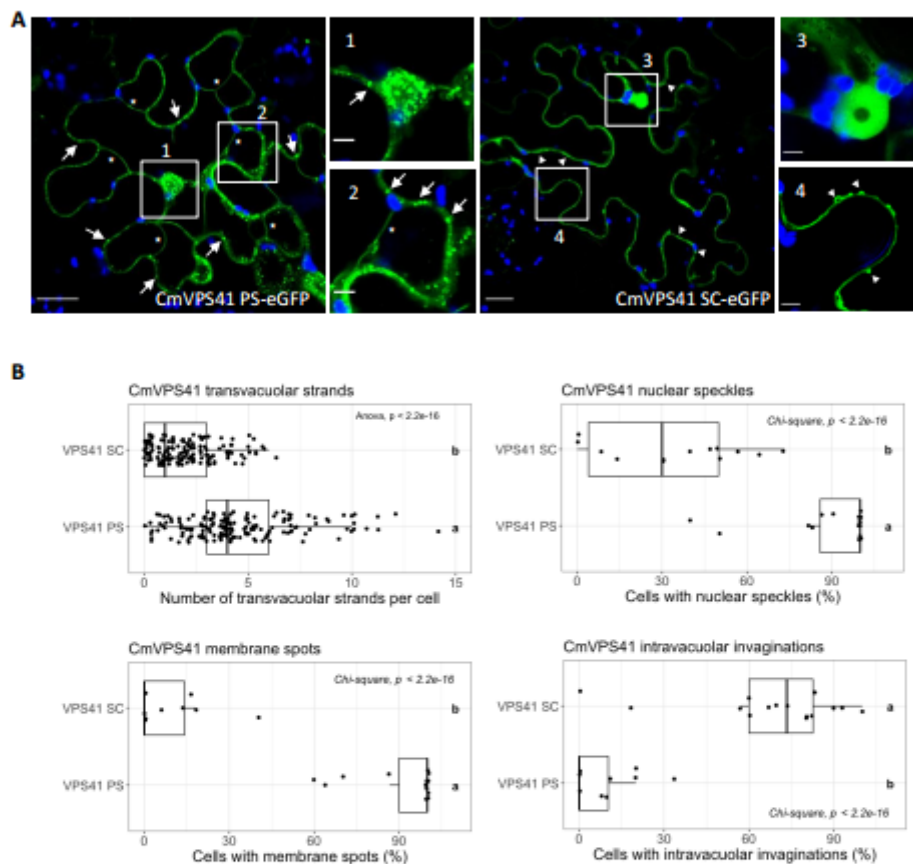 A
1
2
CmVPS41 PS-eGFP
1
2
3
4
CmVPS41 SC-eGFP
3
4
B
CmVPS41 transvacuolar strands
Anova, p < 2.2e-16
VPS41 SC
b
VPS41 PS
a
0 5 10 15
Number of transvacuolar strands per cell
CmVPS41 nuclear speckles
Chi-square, p < 2.2e-16
VPS41 SC
b
VPS41 PS
a
0 30 60 90
Cells with nuclear speckles (%)
CmVPS41 membrane spots
Chi-square, p < 2.2e-16
VPS41 SC
b
VPS41 PS
a
0 30 60 90
Cells with membrane spots (%)
CmVPS41 intravacuolar invaginations
VPS41 SC
a
VPS41 PS
b
Chi-square, p < 2.2e-16
0 30 60 90
Cells with intravacuolar invaginations (%)